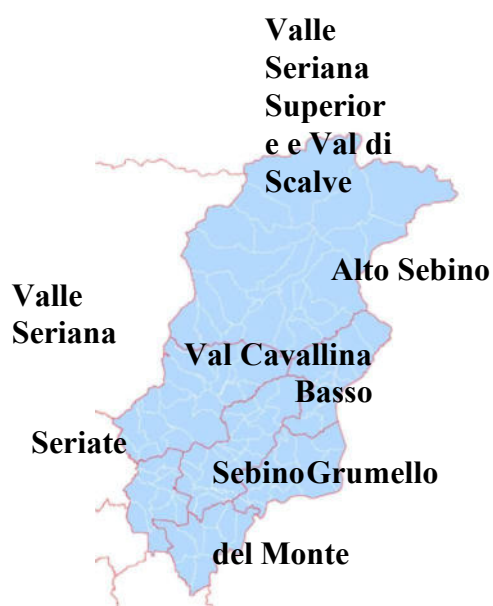 Valle
Seriana
Superior
e e Val di
Scalve
Alto Sebino
Valle
Seriana
Val Cavallina
Basso
Seriate
SebinoGrumello
del Monte